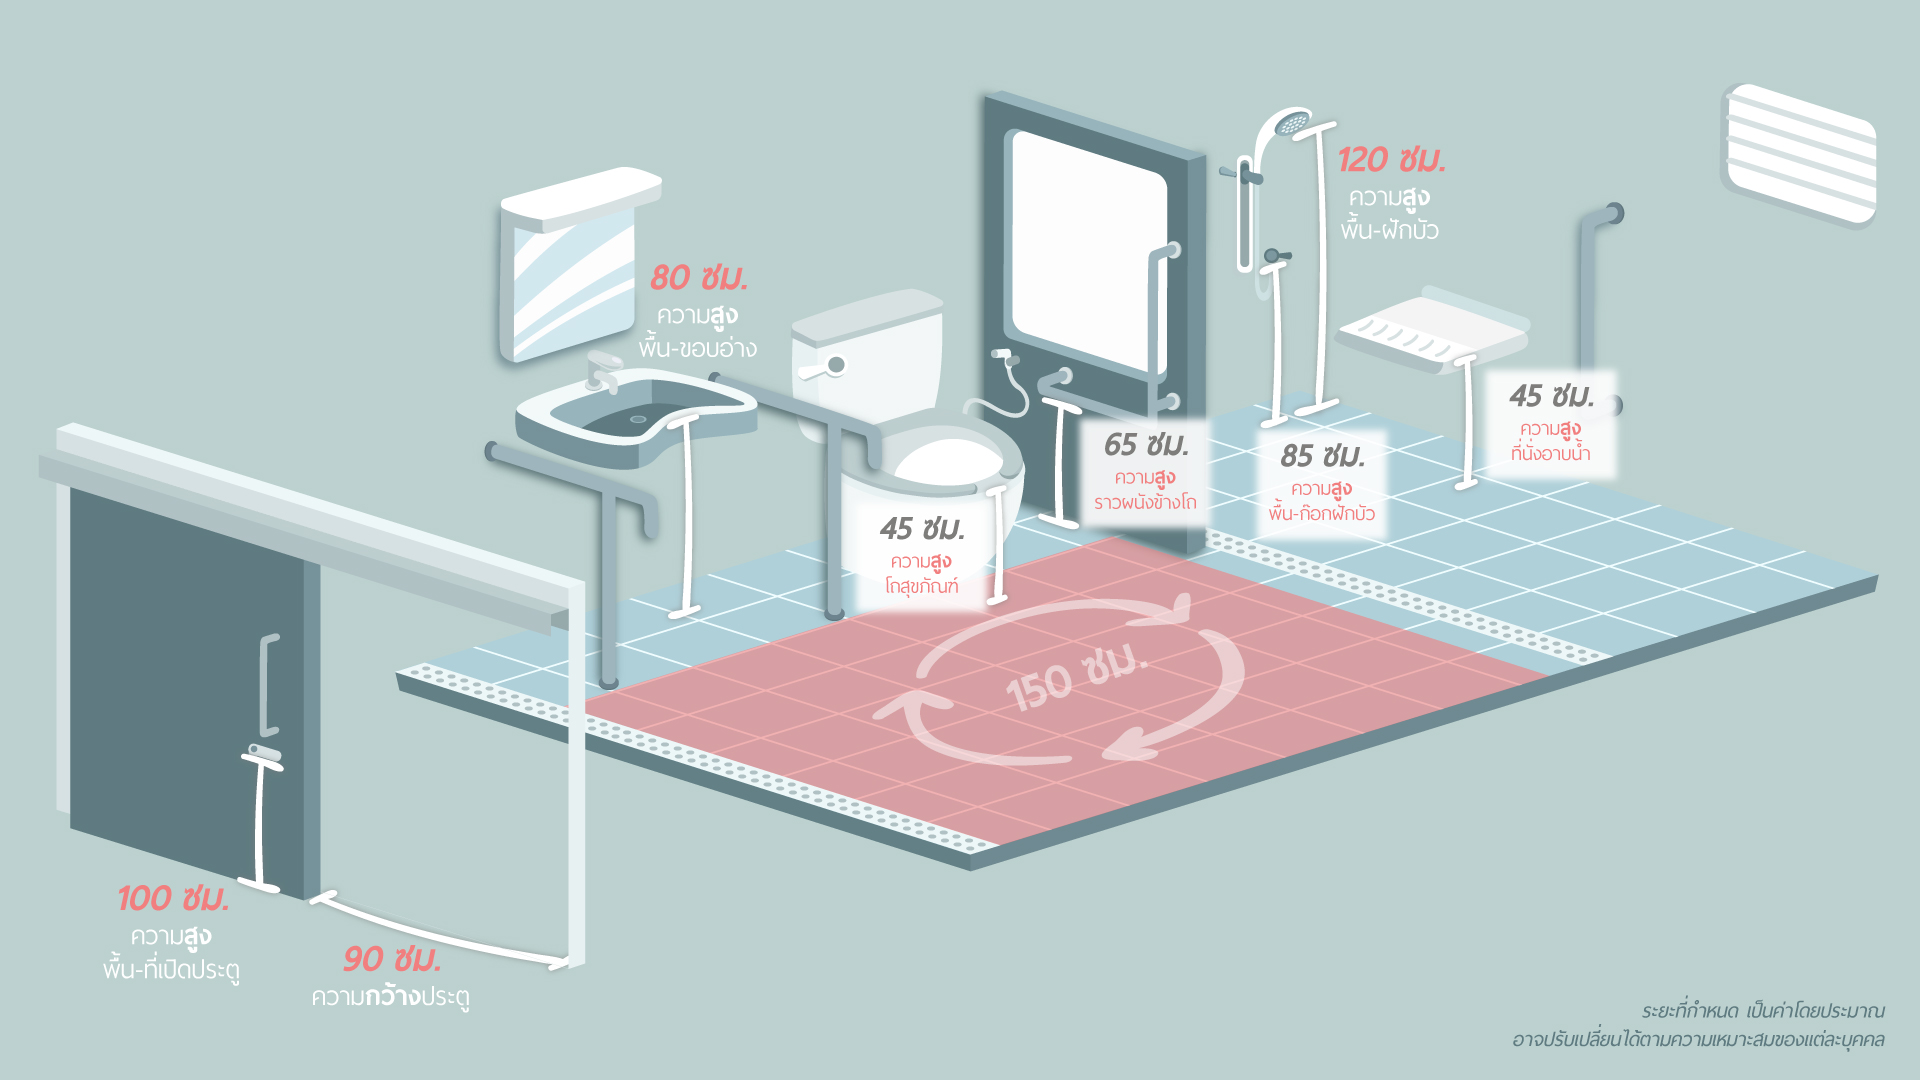 120 ซม.
ความสูง
พื้น-ฝักบัว
80 ซม.
ความสูง
พื้น-ขอบอ่าง
45 ซม.
ความสูง
ที่นั่งอาบน้ำ
65 ซม.
ความสูง
ราวผนังข้างโถ
85 ซม.
ความสูง
พื้น-ก๊อกฝักบัว
45 ซม.
ความสูง
โถสุขภัณฑ์
150 ซม.
100 ซม.
ความสูง
พื้น-ที่เปิดประตู
90 ซม.
ความกว้างประตู
ระยะที่กำหนด เป็นค่าโดยประมาณ
อาจปรับเปลี่ยนได้ตามความเหมาะสมของแต่ละบุคคล